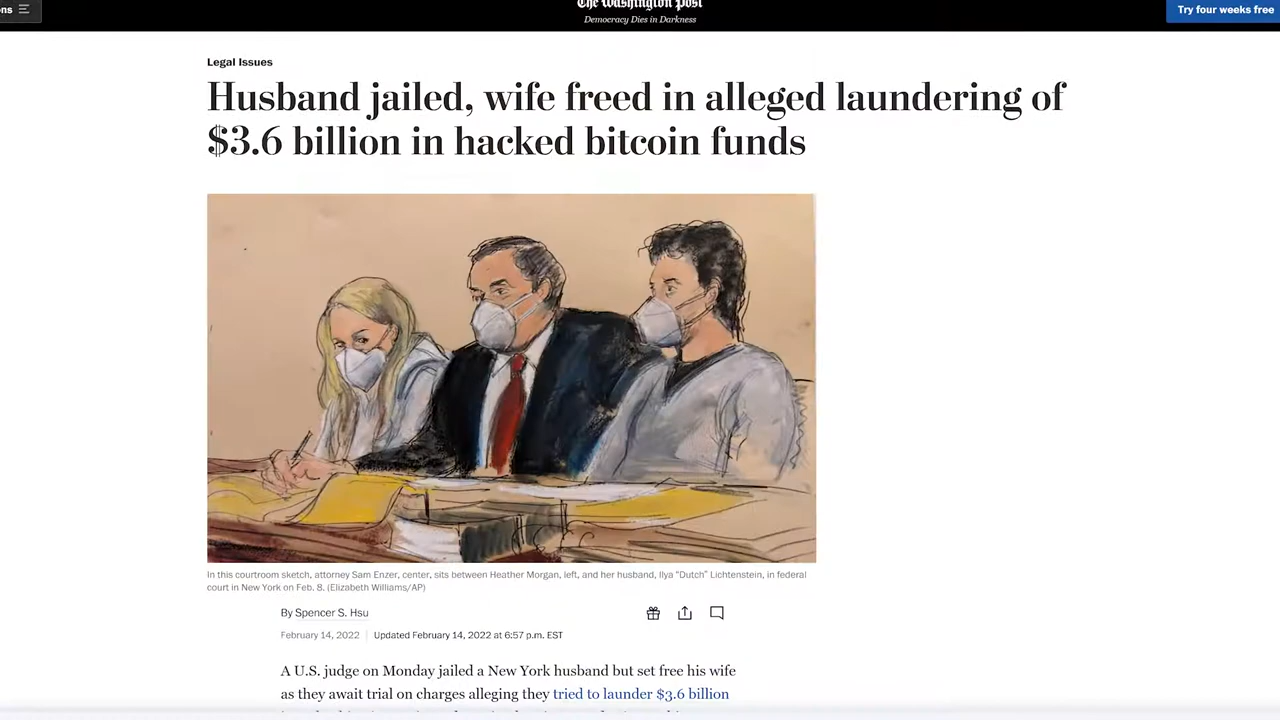 ons
The Washington Post
Democracy Dies in Darkness
Try four weeks free
Legal Issues
Husband jailed, wife freed in alleged laundering of
$3.6 billion in hacked bitcoin funds
In this courtroom sketch, attorney Sam Enzer, center, sits between Heather Morgan, left, and her husband, Ilya "Dutch" Lichtenstein, in federal
court in New York on Feb. 8. (Elizabeth Williams/AP)
By Spencer S. Hsu
February 14, 2022 | Updated February 14, 2022 at 6:57 p.m. EST
A U.S. judge on Monday jailed a New York husband but set free his wife
as they await trial on charges alleging they tried to launder $3.6 billion